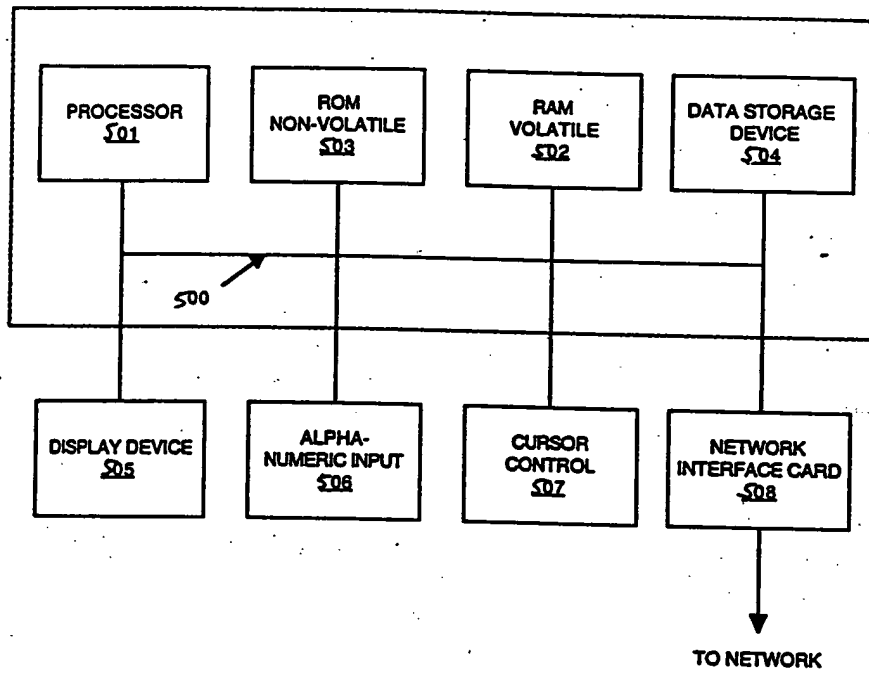 PROCESSOR
501
ROM
NON-VOLATILE
503
RAM
VOLATILE
502
DATA STORAGE
DEVICE
504
500
DISPLAY DEVICE
505
ALPHA-
NUMERIC INPUT
506
CURSOR
CONTROL
507
NETWORK
INTERFACE CARD
508
TO NETWORK